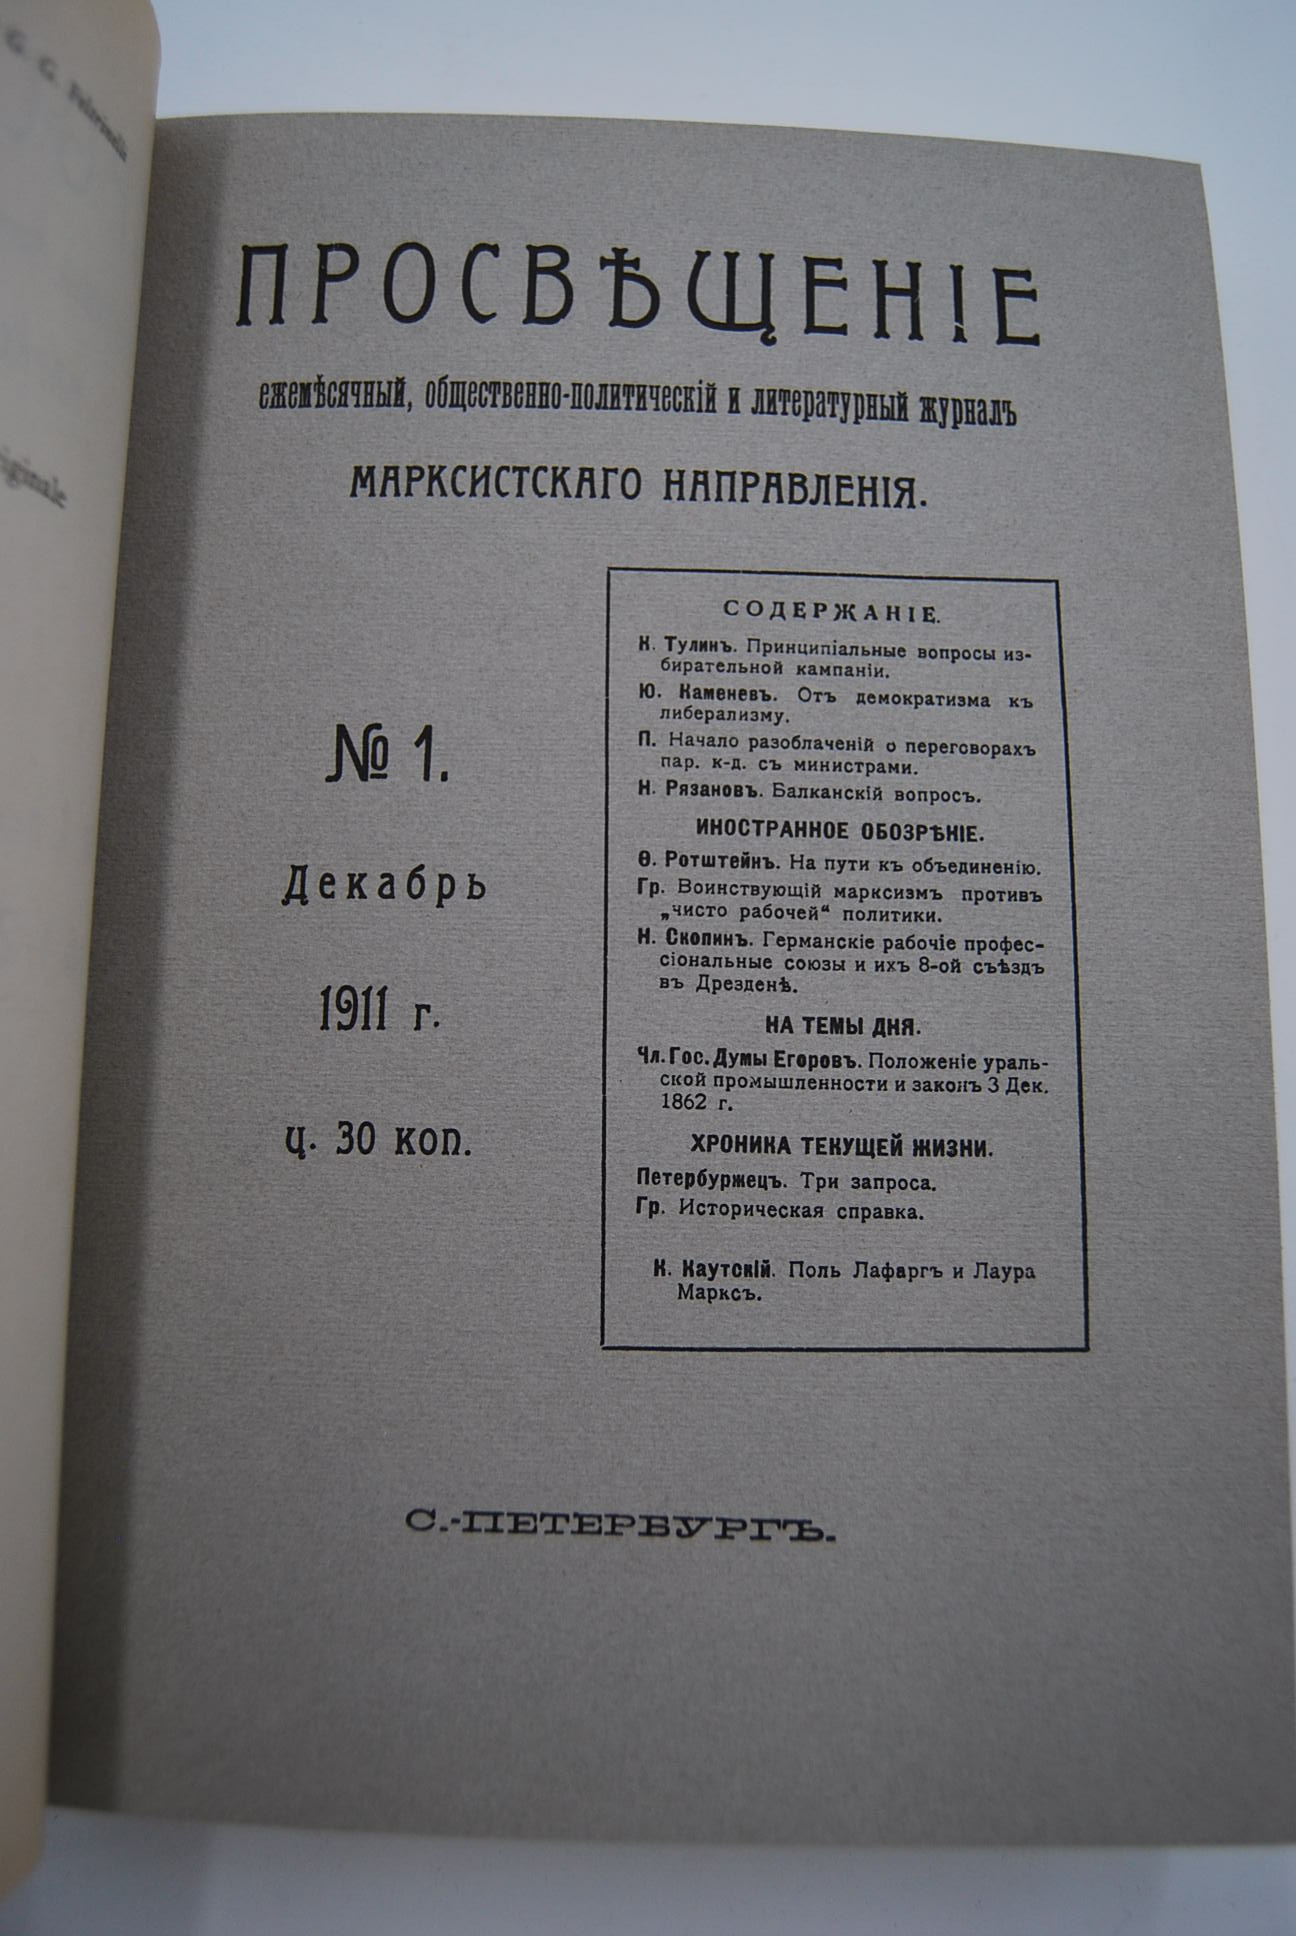 G. G. Feltrinelli
iginale
ПРОСВѢЩЕНІЕ
ежемѣсячный, общественно-политическій и литературный журналъ
МАРКСИСТСКАГО НАПРАВЛЕНІЯ.
№ 1.
Декабрь
1911 г.
ц. 30 коп.
СОДЕРЖАНІЕ.
К. Тулинъ. Принципіальные вопросы из-
бирательной кампаніи.
Ю. Каменевъ. Отъ демократизма къ
либерализму.
П. Начало разоблаченій о переговорахъ
пар. к-д. съ министрами.
Н. Рязановъ. Балканскій вопросъ.
ИНОСТРАННОЕ ОБОЗРѢНІЕ.
Ѳ. Ротштейнъ. На пути къ объединенію.
Гр. Воинствующій марксизмъ противъ
„чисто рабочей“ политики.
Н. Скопинъ. Германскіе рабочіе профес-
сіональные союзы и ихъ 8-ой съѣздъ
въ Дрезденѣ.
НА ТЕМЫ ДНЯ.
Чл. Гос. Думы Егоровъ. Положеніе ураль-
ской промышленности и законъ 3 Дек.
1862 г.
ХРОНИКА ТЕКУЩЕЙ ЖИЗНИ.
Петербуржецъ. Три запроса.
Гр. Историческая справка.
К. Каутскій. Поль Лафаргъ и Лаура
Марксъ.
С.-ПЕТЕРБУРГЪ.